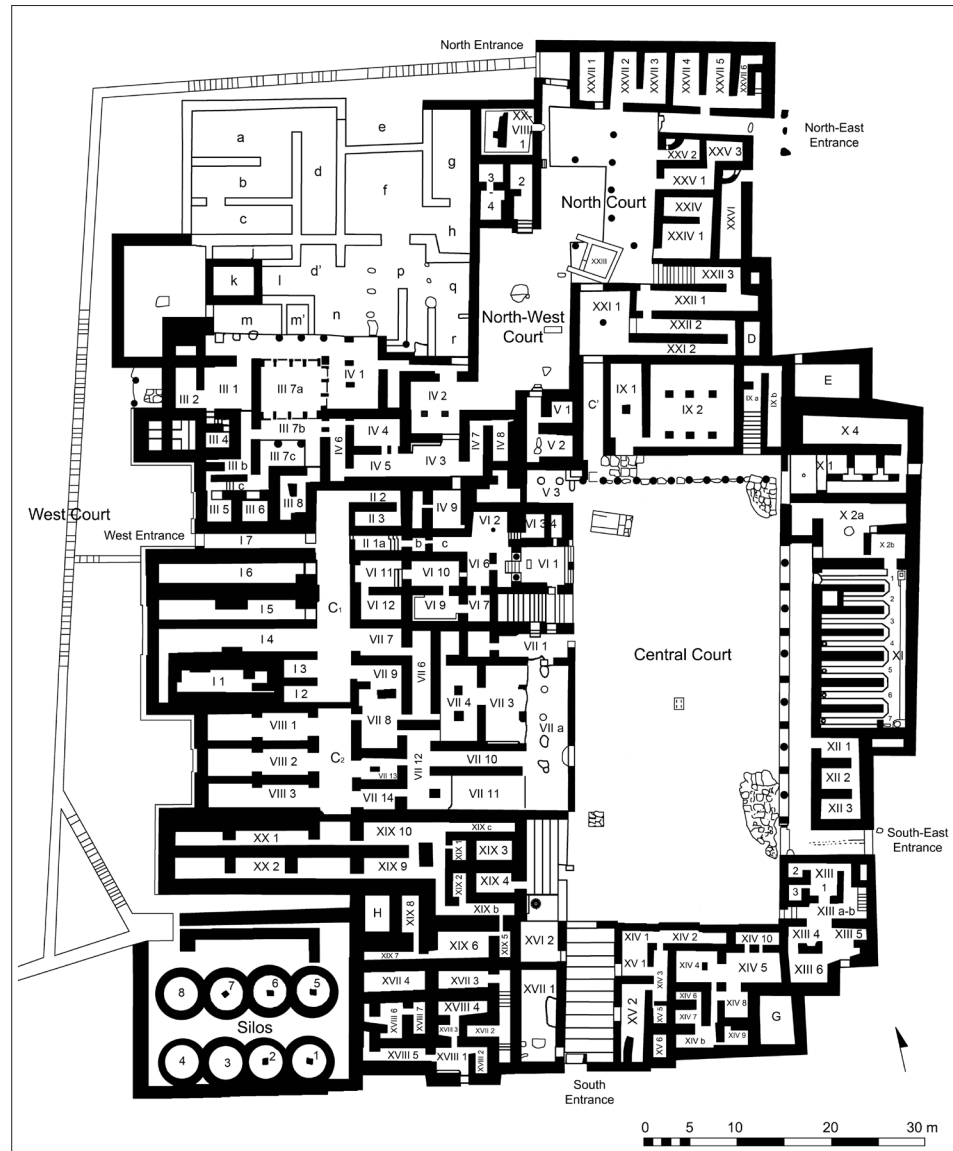 North Entrance
XXVII 1
XXVII 2
XXVII 3
XXVII 4
XXVII 5
XXVII 6
XX-
VIIII
1
North-East
Entrance
a
b
c
d
e
f
g
h
3
4
2
XXV 2
XXV 3
XXV 1
XXIV
XXIV 1
XXVI
North Court
XXIII
XXII 3
XXII 1
XXII 2
XXI 1
XXI 2
D
j
k
l
d'
m
m'
n
p
q
r
North-West
Court
III 1
III 2
III 7a
III 7b
III 7c
III 4
III b
c
III 5
III 6
III 8
IV 1
IV 2
IV 4
IV 6
IV 5
IV 3
IV 7
IV 8
IV 9
V 1
V 2
V 3
C'
IX 1
IX 2
IX a
IX b
E
X 4
X 1
X 2a
X 2b
West Court
West Entrance
I 7
I 6
I 5
I 4
I 3
I 2
I 1
C1
II 2
II 3
II 1a
b
c
VI 2
VI 3
4
VI 1
VI 6
VI 11
VI 10
VI 12
VI 9
VI 7
VII 7
VII 1
VII 6
VII 9
VII 8
VII 4
VII 3
VII a
Central Court
1
2
3
4
XI
5
6
7
VIII 1
VIII 2
VIII 3
C2
VII 12
VII 13
VII 14
VII 10
VII 11
XII 1
XII 2
XII 3
South-East
Entrance
XX 1
XX 2
XIX 10
XIX 9
XIX c
XIX 1
XIX 3
XIX 2
XIX 4
XIX b
2
3
XIII
1
XIII a-b
XIII 4
XIII 5
XIII 6
H
XIX 8
XIX 7
XIX 6
XIX 5
XVI 2
XIV 1
XIV 2
XIV 10
XV 1
XIV 3
XIV 4
XIV 5
XV 2
XV 5
XIV 6
XIV 7
XIV 8
XV 6
XIV b
XIV 9
G
XVII 4
XVII 3
XVIII 6
XVIII 7
XVIII 4
XVIII 3
XVII 2
XVIII 5
XVIII 1
XVIII 2
XVII 1
8
7
6
5
Silos
4
3
2
1
South
Entrance
0 5 10 20 30 m